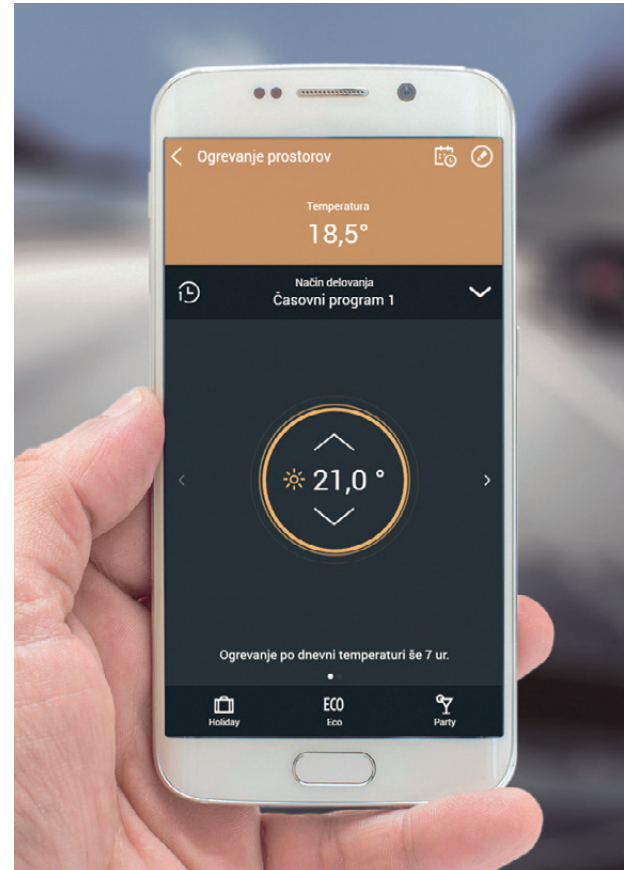 Ogrevanje prostorov
Temperatura
18,5°
Način delovanja
Časovni program 1
21,0 °
Ogrevanje po dnevni temperaturi še 7 ur.
ECO
Holiday
Eco
Party